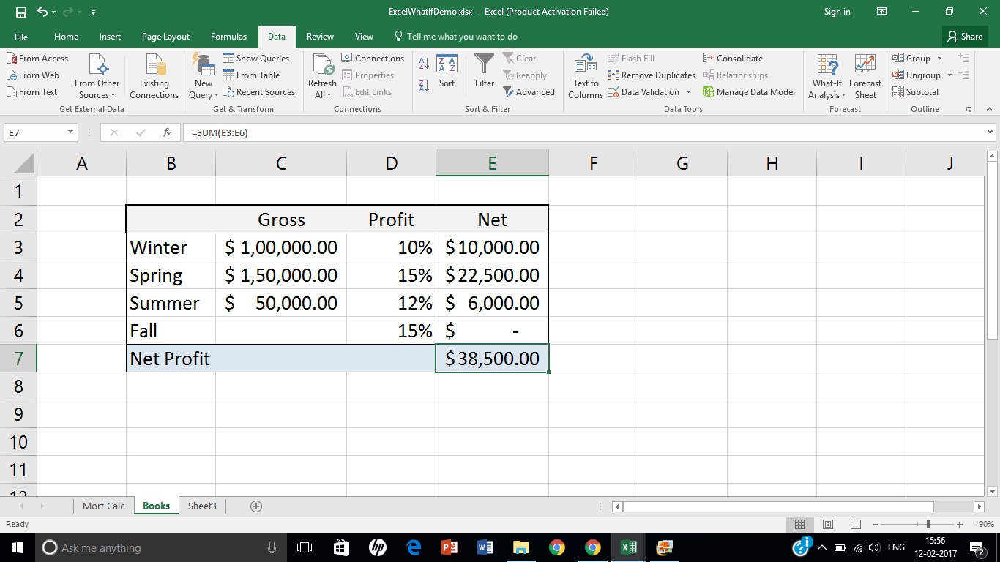 ExcelWhatIfDemo.xlsx - Excel (Product Activation Failed)
Sign in
File Home Insert Page Layout Formulas Data Review View Tell me what you want to do Share
From Access
From Web
From Text
From Other Sources
Existing Connections
Get External Data
New Query
Show Queries
From Table
Recent Sources
Get & Transform
Refresh All
Connections
Properties
Edit Links
Connections
Sort
Filter
Clear
Reapply
Advanced
Sort & Filter
Text to Columns
Flash Fill
Remove Duplicates
Data Validation
Consolidate
Relationships
Manage Data Model
Data Tools
What-If Analysis
Forecast Sheet
Forecast
Group
Ungroup
Subtotal
Outline
E7 fx =SUM(E3:E6)
A B C D E F G H I J
1
2 Gross Profit Net
3 Winter $ 1,00,000.00 10% $10,000.00
4 Spring $ 1,50,000.00 15% $22,500.00
5 Summer $ 50,000.00 12% $ 6,000.00
6 Fall 15% $ -
7 Net Profit $38,500.00
8
9
10
11
12
Mort Calc Books Sheet3
Ready 190%
Ask me anything
ENG
15:56
12-02-2017
2